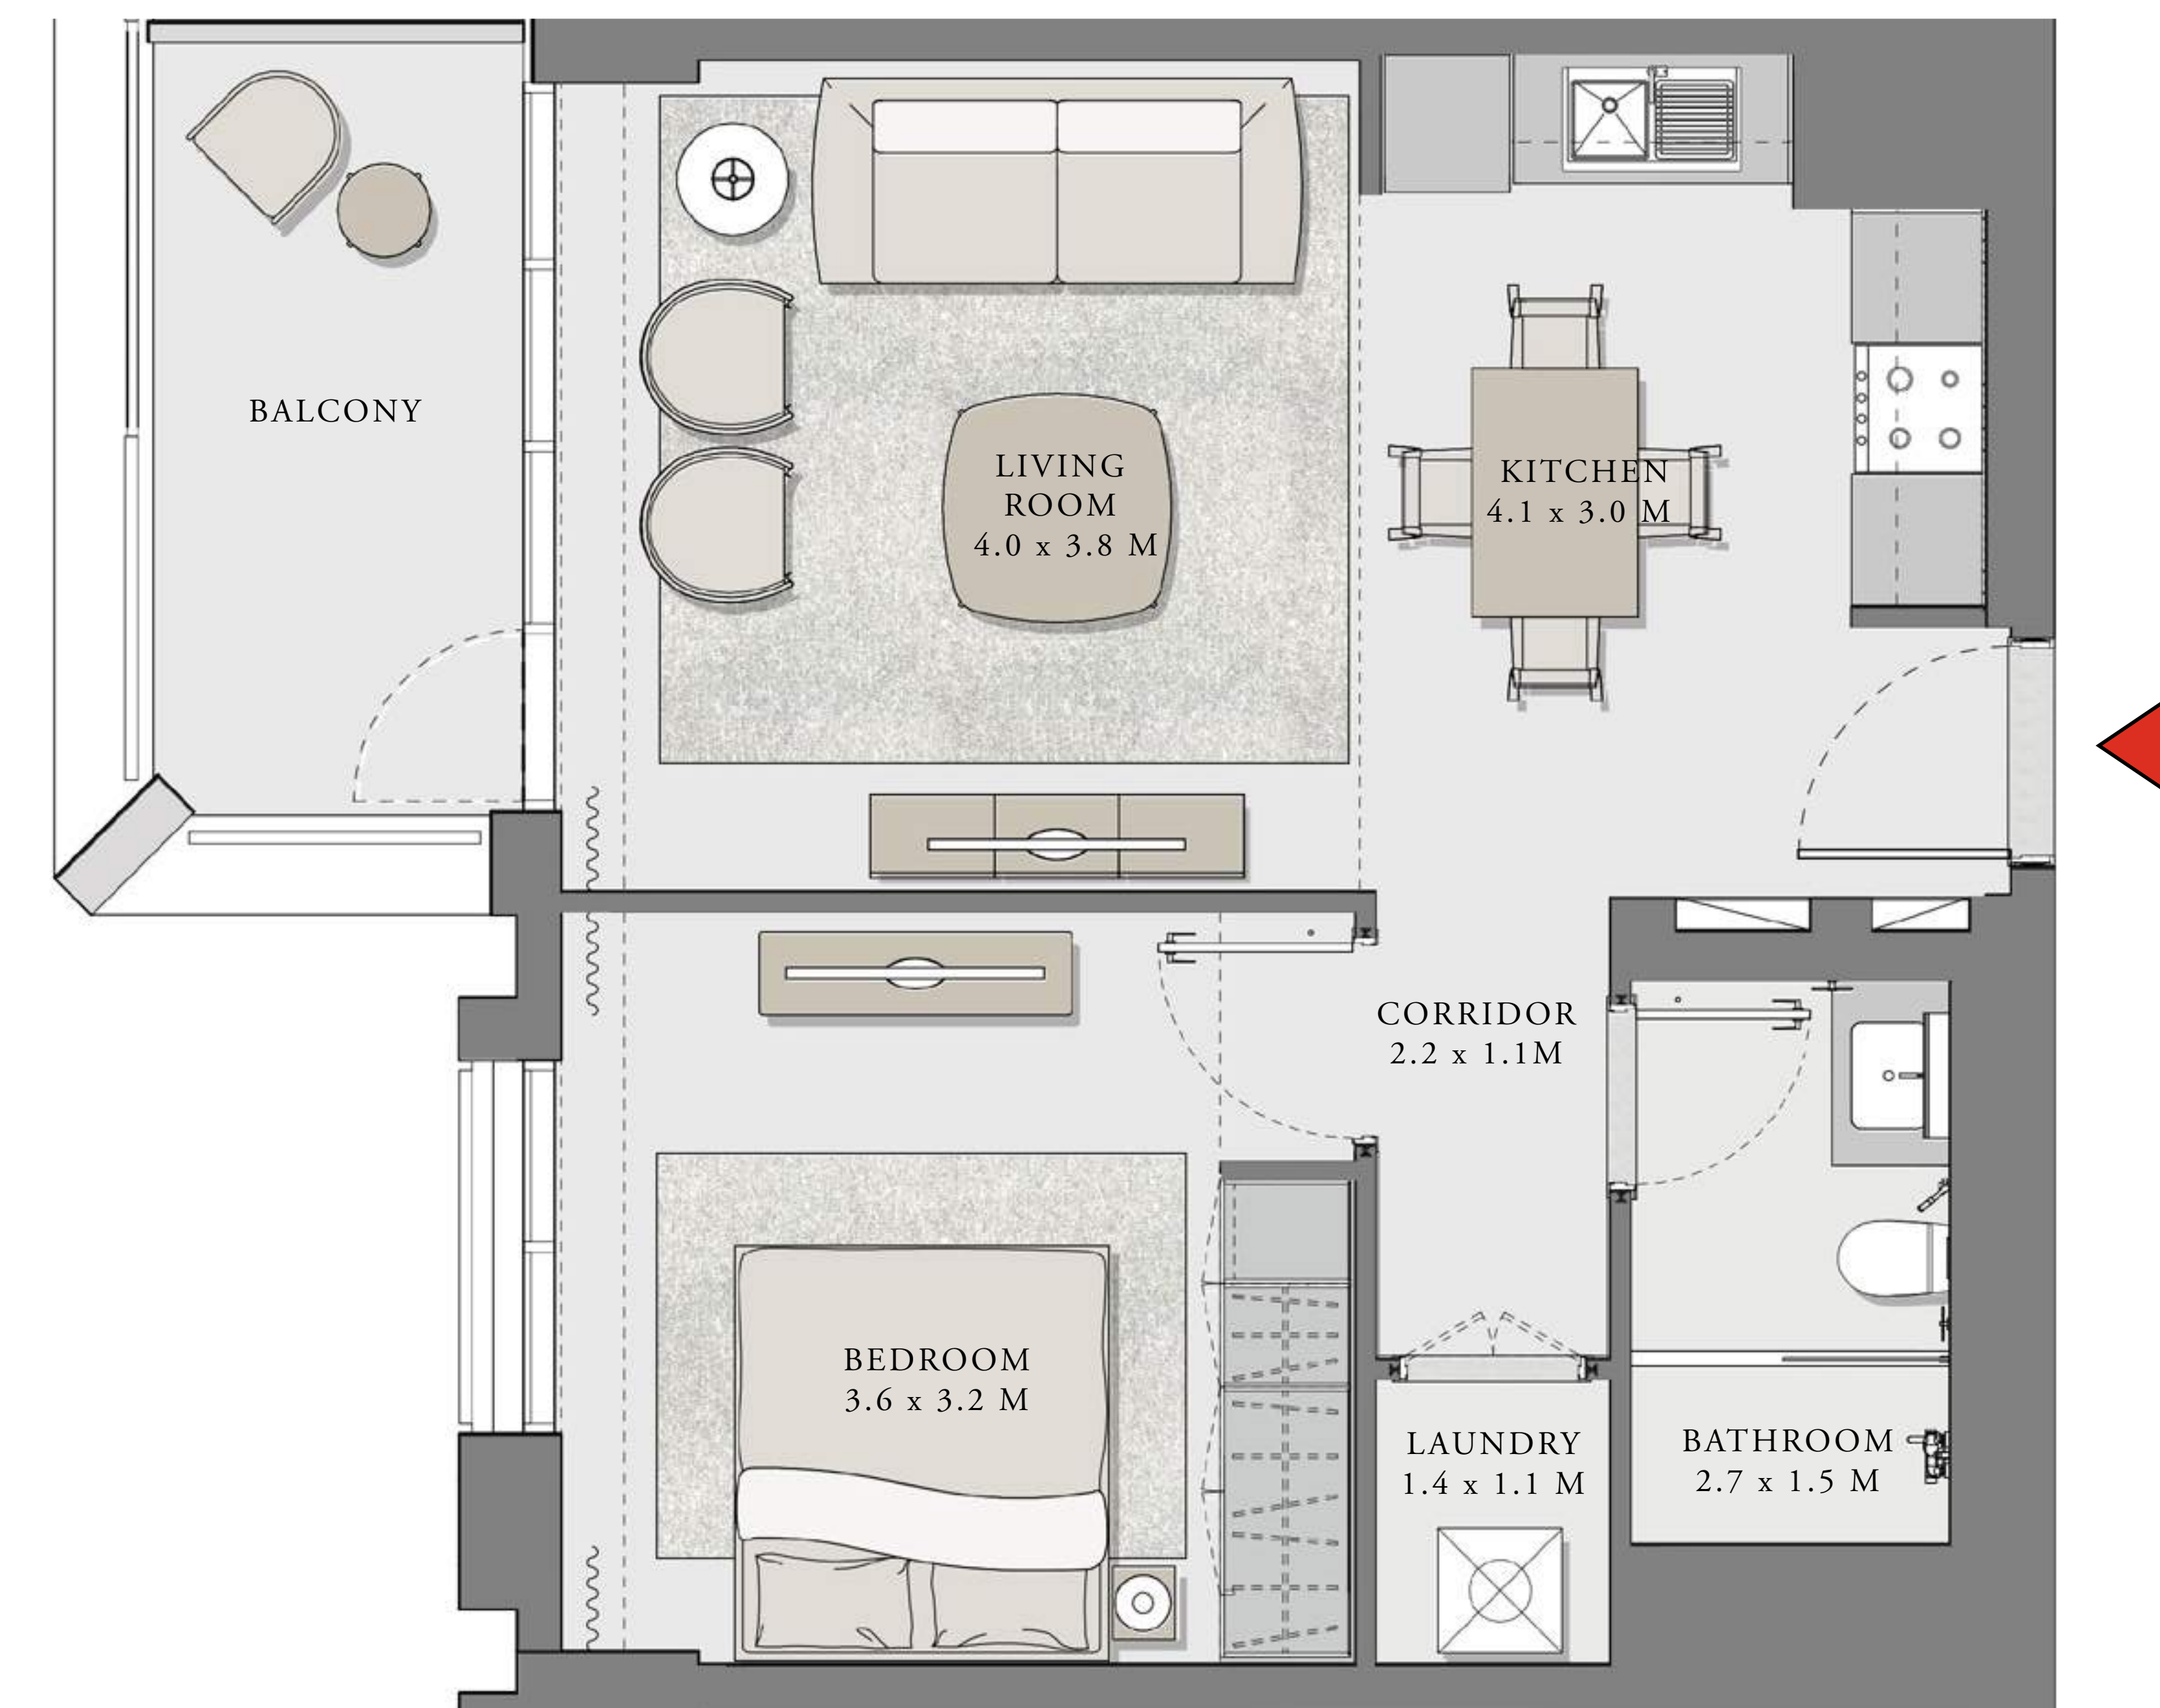 BALCONY
LIVING
ROOM
4.0 x 3.8 M
KITCHEN
4.1 x 3.0 M
CORRIDOR
2.2 x 1.1M
BEDROOM
3.6 x 3.2 M
LAUNDRY
1.4 x 1.1 M
BATHROOM
2.7 x 1.5 M